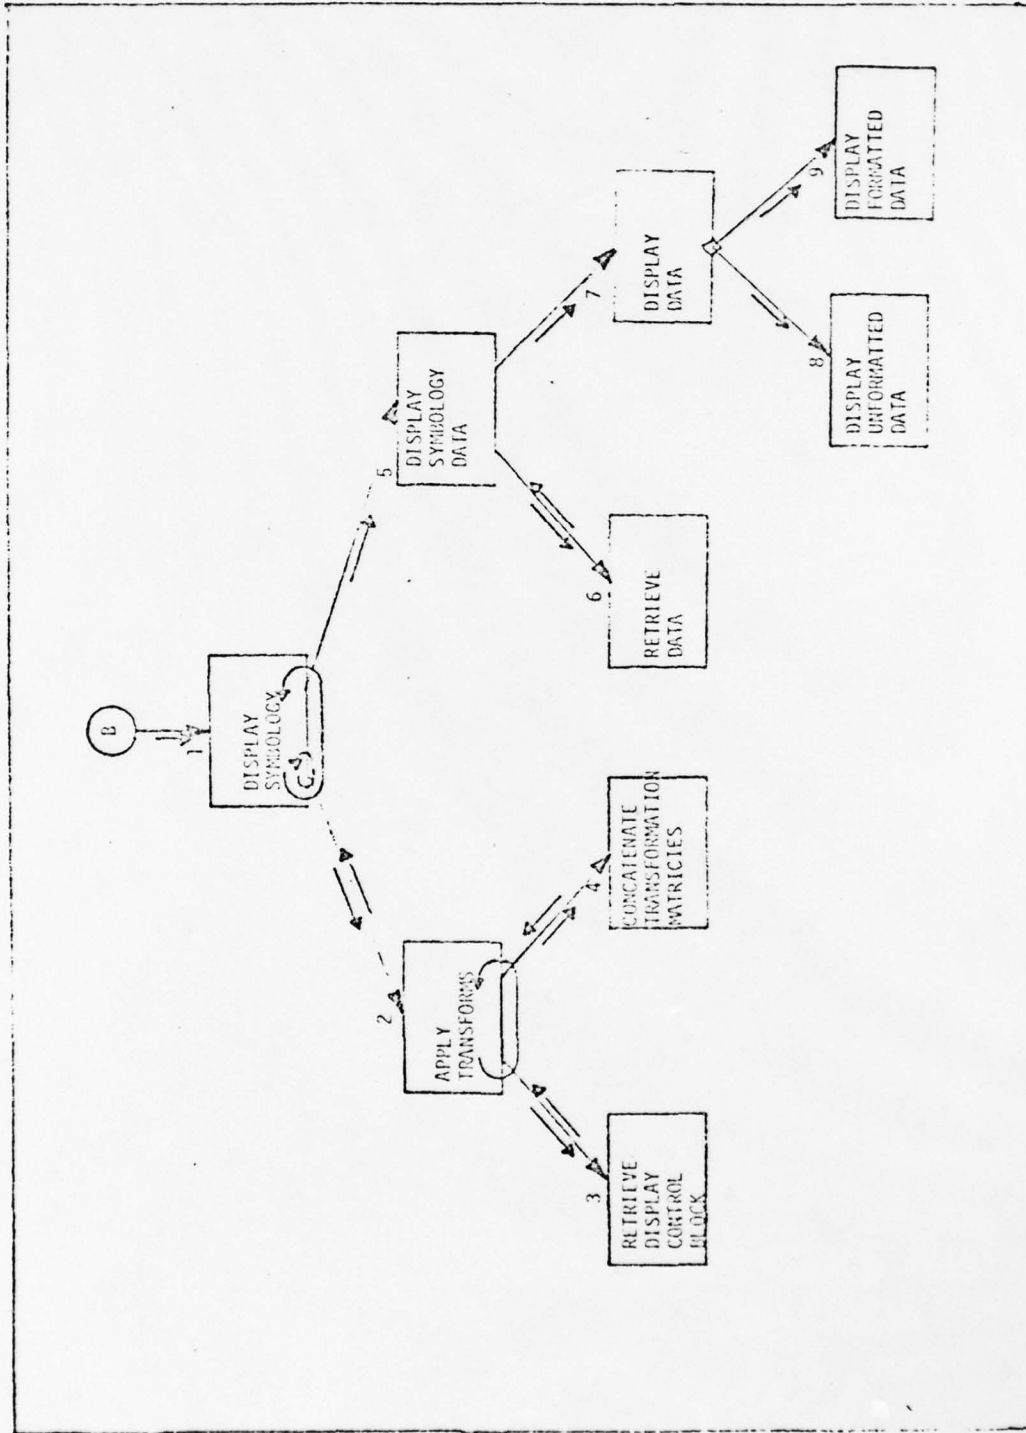 B
1
DISPLAY
SYMBOLOGY
2
APPLY
TRANSFORMS
5
DISPLAY
SYMBOLOGY
DATA
3
RETRIEVE
DISPLAY
CONTROL
BLOCK
4
CONCATENATE
TRANSFORMATION
MATRICIES
6
RETRIEVE
DATA
7
DISPLAY
DATA
8
DISPLAY
UNFORMATTED
DATA
9
DISPLAY
FORMATTED
DATA